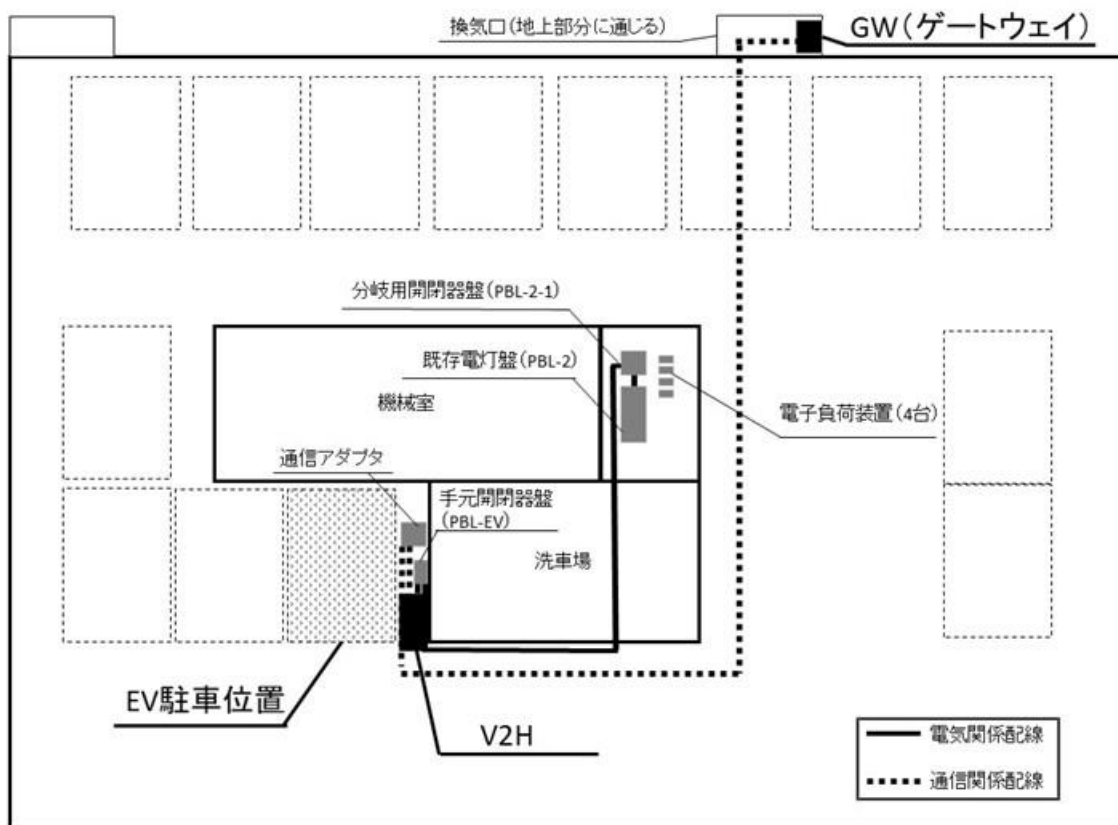 換気口(地上部分に通じる)
GW(ゲートウェイ)
分岐用開閉器盤(PBL-2-1)
既存電灯盤(PBL-2)
機械室
電子負荷装置(4台)
通信アダプタ
手元開閉器盤
(PBL-EV)
洗車場
EV駐車位置
V2H
電気関係配線
通信関係配線